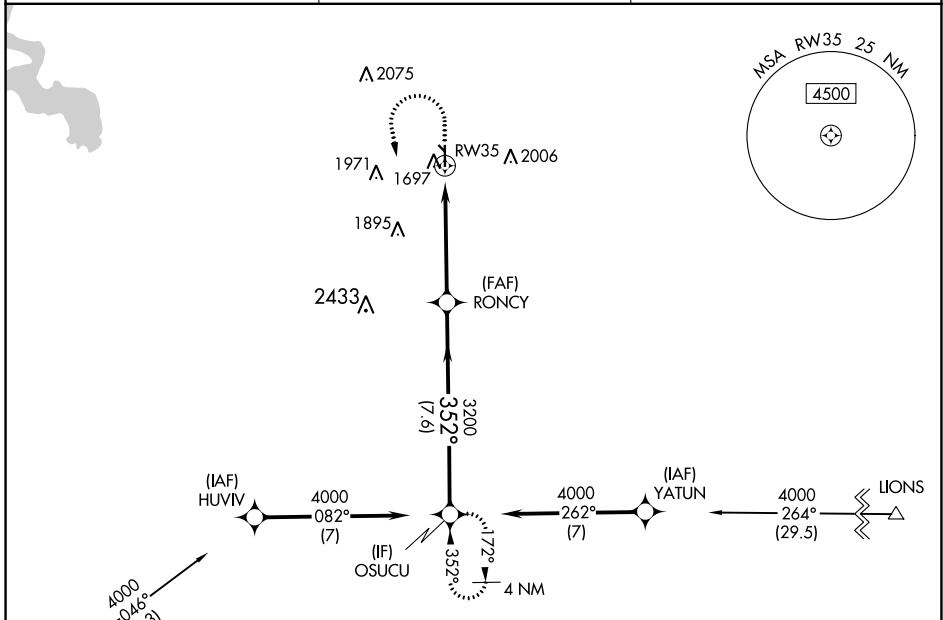 MSA RW35 25 NM
4500
2075
RW35
2006
1971
1697
1895
(FAF)
RONCY
2433
3200
352°
(7.6)
(IAF)
HUVIV
4000
082°
(7)
(IF)
OSUCU
352°
172°
4 NM
4000
262°
(7)
(IAF)
YATUN
4000
264°
(29.5)
LIONS
4000
046°